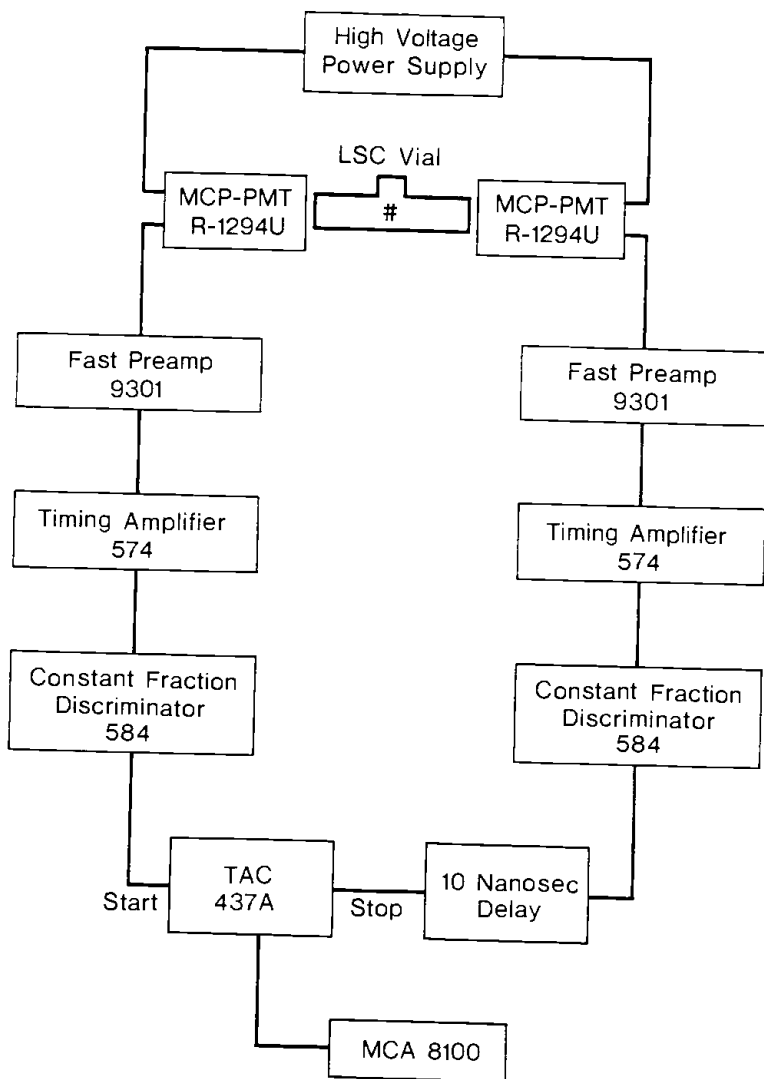 High Voltage
Power Supply
LSC Vial
MCP-PMT
R-1294U
#
MCP-PMT
R-1294U
Fast Preamp
9301
Fast Preamp
9301
Timing Amplifier
574
Timing Amplifier
574
Constant Fraction
Discriminator
584
Constant Fraction
Discriminator
584
Start
TAC
437A
Stop
10 Nanosec
Delay
MCA 8100